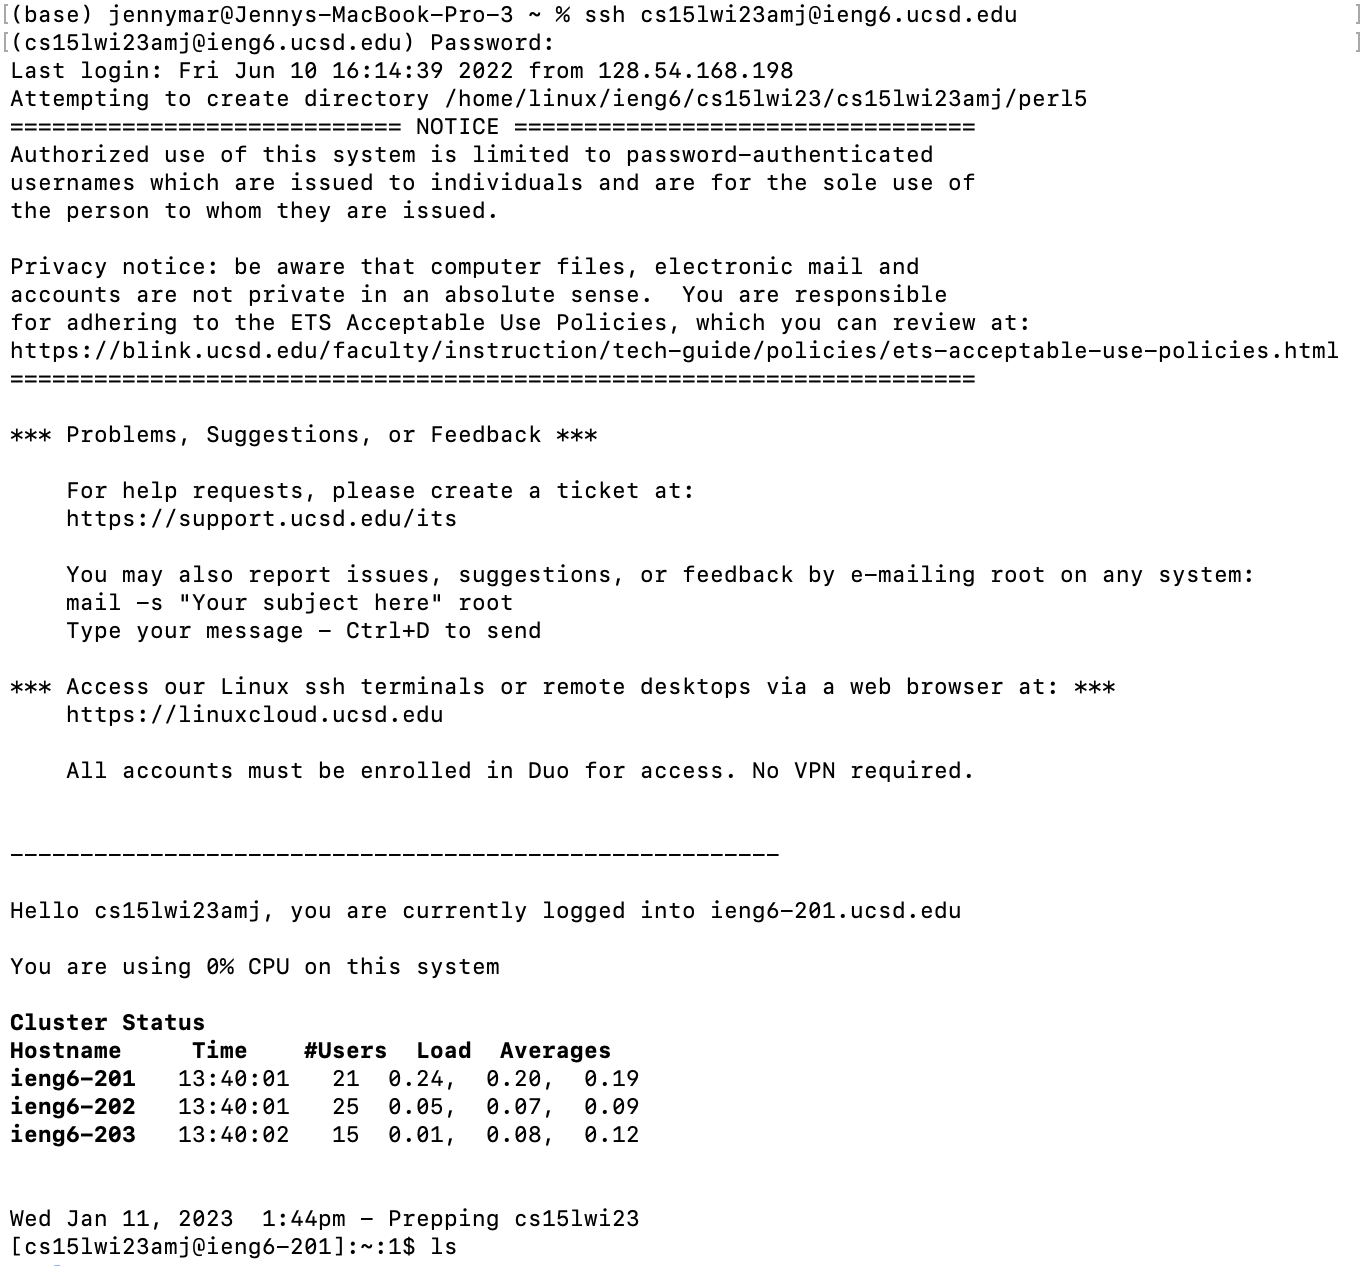 [(base) jennymar@Jennys-MacBook-Pro-3 ~ % ssh cs15lwi23amj@ieng6.ucsd.edu ]
[(cs15lwi23amj@ieng6.ucsd.edu) Password: ]
Last login: Fri Jun 10 16:14:39 2022 from 128.54.168.198
Attempting to create directory /home/linux/ieng6/cs15lwi23/cs15lwi23amj/perl5
============================ NOTICE =================================
Authorized use of this system is limited to password-authenticated
usernames which are issued to individuals and are for the sole use of
the person to whom they are issued.

Privacy notice: be aware that computer files, electronic mail and
accounts are not private in an absolute sense.  You are responsible
for adhering to the ETS Acceptable Use Policies, which you can review at:
https://blink.ucsd.edu/faculty/instruction/tech-guide/policies/ets-acceptable-use-policies.html
=====================================================================

*** Problems, Suggestions, or Feedback ***

    For help requests, please create a ticket at:
    https://support.ucsd.edu/its

    You may also report issues, suggestions, or feedback by e-mailing root on any system:
    mail -s "Your subject here" root
    Type your message - Ctrl+D to send

*** Access our Linux ssh terminals or remote desktops via a web browser at: ***
    https://linuxcloud.ucsd.edu

    All accounts must be enrolled in Duo for access. No VPN required.

-------------------------------------------------------

Hello cs15lwi23amj, you are currently logged into ieng6-201.ucsd.edu

You are using 0% CPU on this system

Cluster Status
Hostname     Time    #Users  Load  Averages
ieng6-201   13:40:01   21  0.24,  0.20,  0.19
ieng6-202   13:40:01   25  0.05,  0.07,  0.09
ieng6-203   13:40:02   15  0.01,  0.08,  0.12

Wed Jan 11, 2023  1:44pm - Prepping cs15lwi23
[cs15lwi23amj@ieng6-201]:~:1$ ls